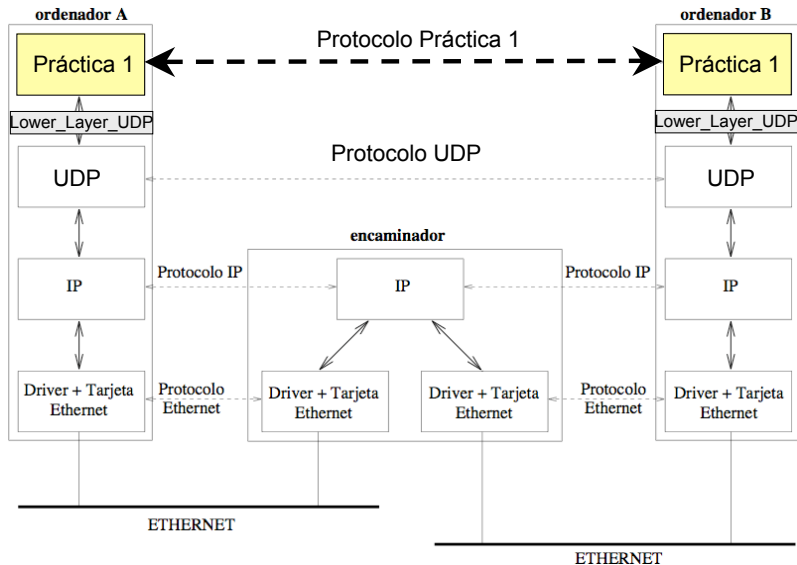 ordenador A
ordenador B
Práctica 1
Protocolo Práctica 1
Práctica 1
Lower_Layer_UDP
Lower_Layer_UDP
UDP
Protocolo UDP
UDP
encaminador
IP
Protocolo IP
IP
Protocolo IP
IP
Driver + Tarjeta
Ethernet
Protocolo
Ethernet
Driver + Tarjeta
Ethernet
Driver + Tarjeta
Ethernet
Protocolo
Ethernet
Driver + Tarjeta
Ethernet
ETHERNET
ETHERNET